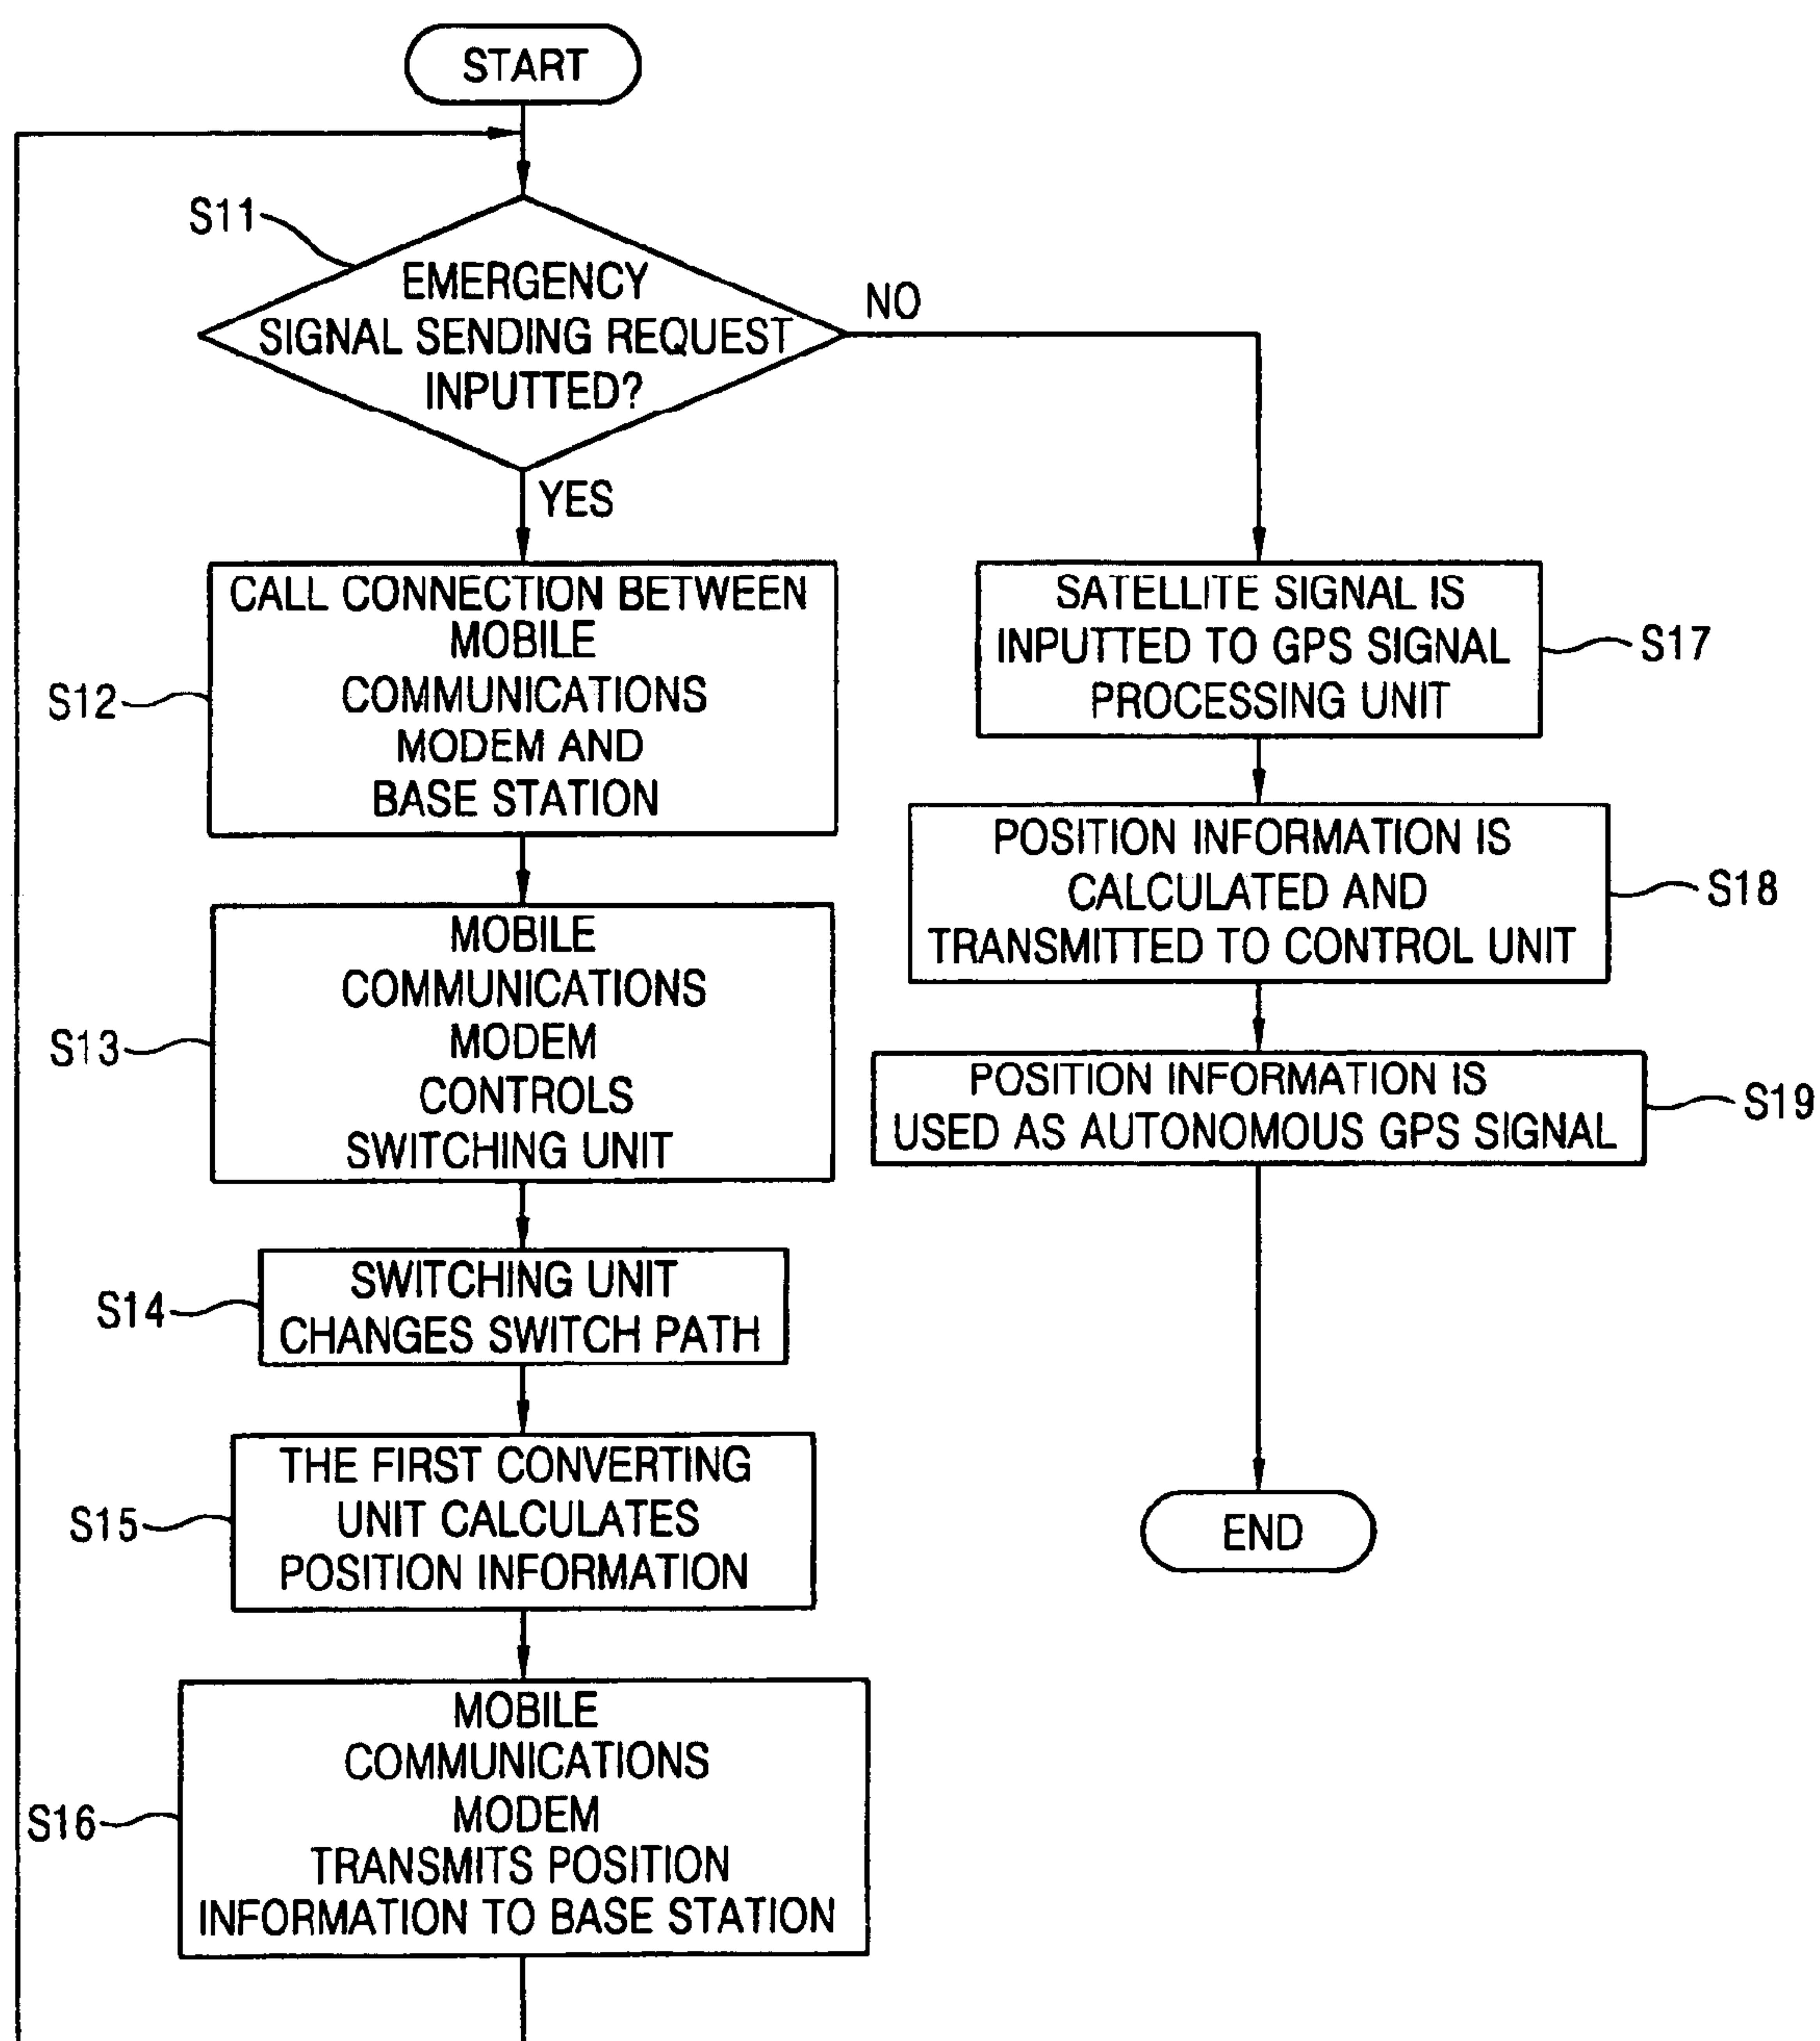 START
S11
EMERGENCY
SIGNAL SENDING REQUEST
INPUTTED?
NO
YES
S12
CALL CONNECTION BETWEEN
MOBILE
COMMUNICATIONS
MODEM AND
BASE STATION
S13
MOBILE
COMMUNICATIONS
MODEM
CONTROLS
SWITCHING UNIT
S14
SWITCHING UNIT
CHANGES SWITCH PATH
S15
THE FIRST CONVERTING
UNIT CALCULATES
POSITION INFORMATION
S16
MOBILE
COMMUNICATIONS
MODEM
TRANSMITS POSITION
INFORMATION TO BASE STATION
SATELLITE SIGNAL IS
INPUTTED TO GPS SIGNAL
PROCESSING UNIT
S17
POSITION INFORMATION IS
CALCULATED AND
TRANSMITTED TO CONTROL UNIT
S18
POSITION INFORMATION IS
USED AS AUTONOMOUS GPS SIGNAL
S19
END